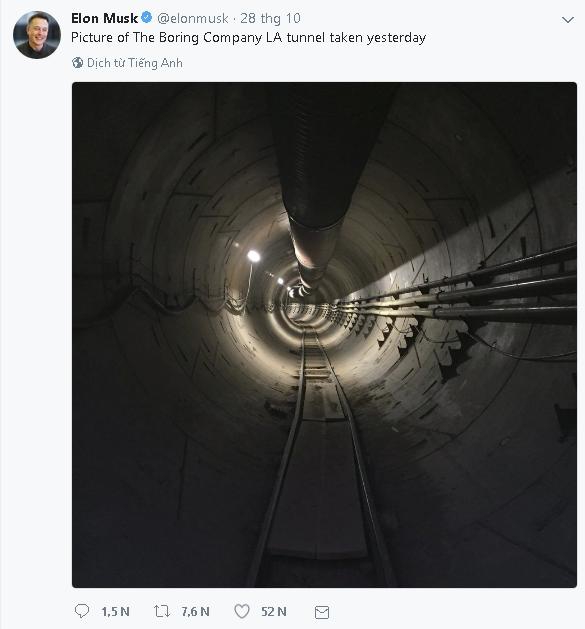 Elon Musk @elonmusk · 28 thg 10
Picture of The Boring Company LA tunnel taken yesterday
Dịch từ Tiếng Anh
1,5 N 7,6 N 52 N